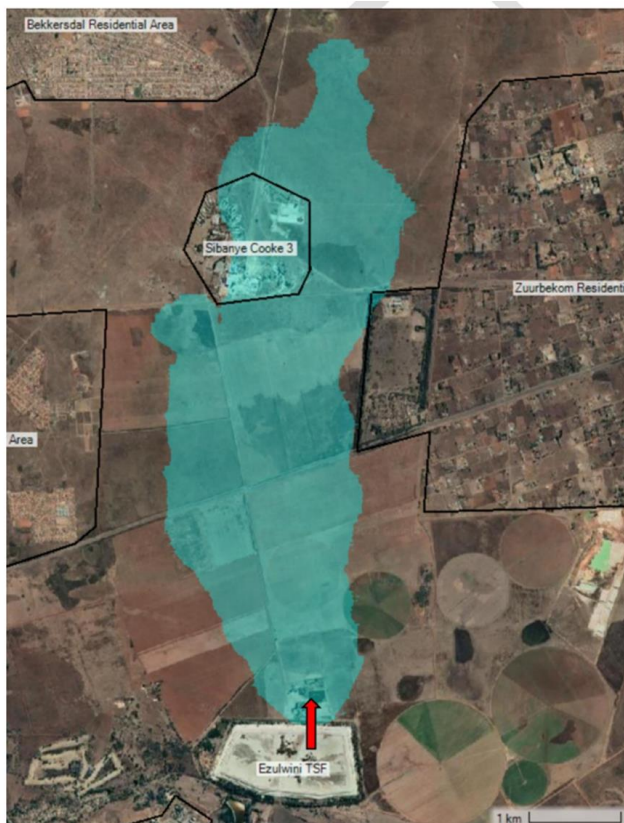 Bekkersdal Residential Area
Sibanye Cooke 3
Zuurbekom Residenti
Area
Ezulwini TSF
1 km